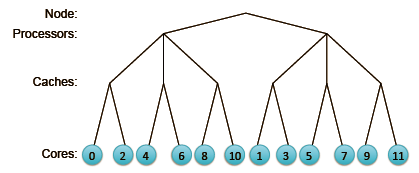 Node:
Processors:
Caches:
Cores: 0 2 4 6 8 10 1 3 5 7 9 11